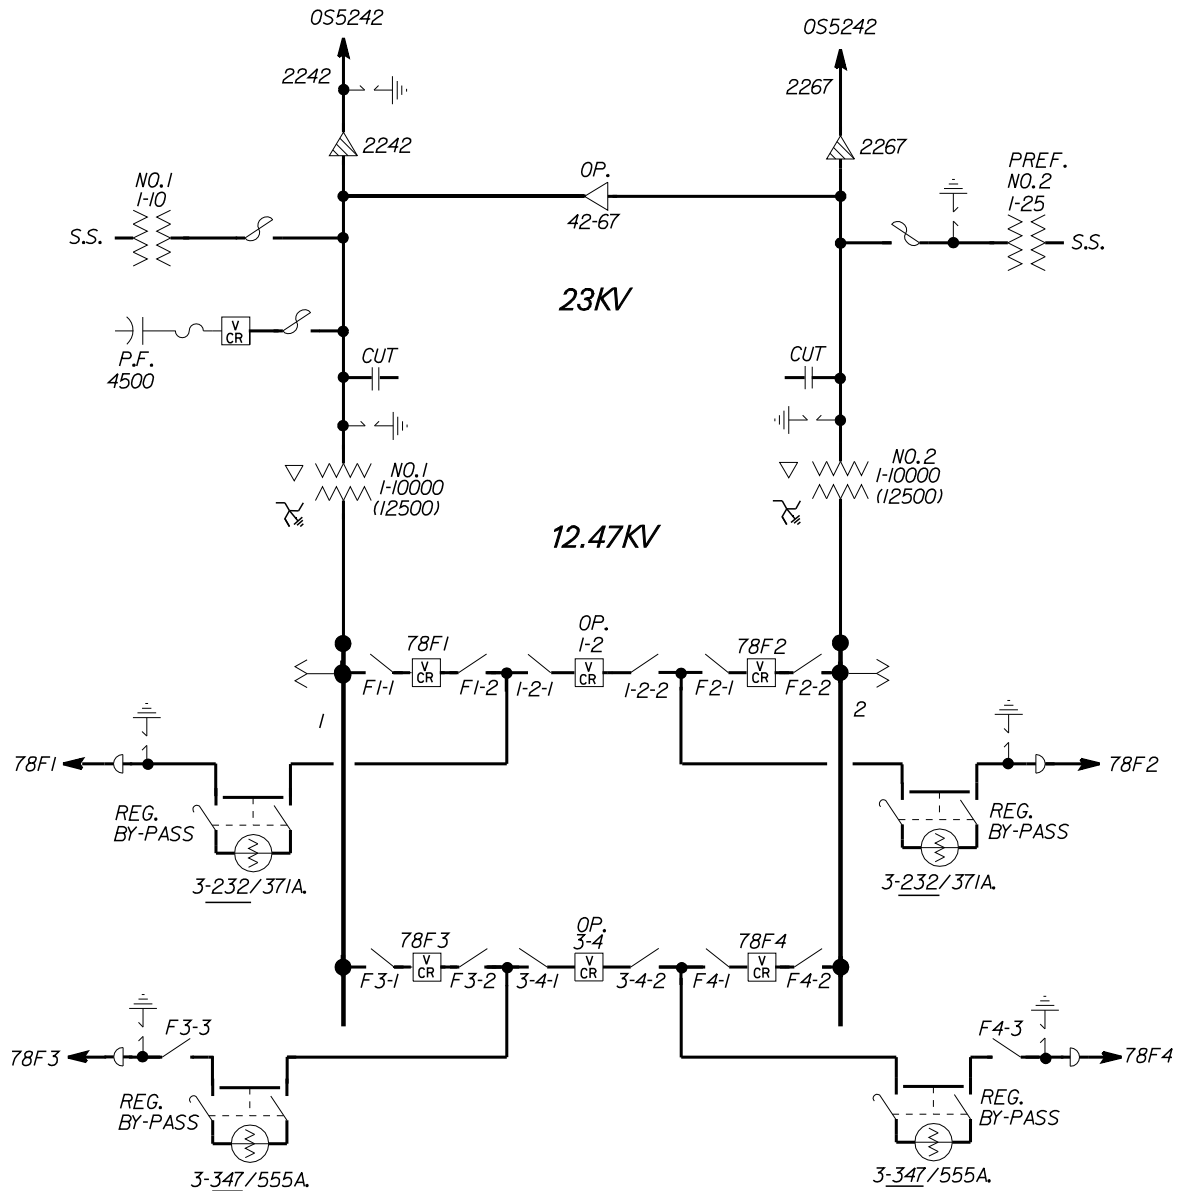 OS5242
OS5242
2242
2267
2242
2267
OP.
42-67
NO.1
1-10
S.S.
PREF.
NO.2
1-25
S.S.
23KV
V
CR
P.F.
4500
CUT
CUT
NO.1
1-10000
(12500)
NO.2
1-10000
(12500)
12.47KV
OP.
1-2
78F1
78F2
V
CR
V
CR
V
CR
F1-1
F1-2
1-2-1
1-2-2
F2-1
F2-2
1
2
78F1
78F2
REG.
BY-PASS
REG.
BY-PASS
3-232/371A.
3-232/371A.
OP.
3-4
78F3
78F4
V
CR
V
CR
V
CR
F3-1
F3-2
3-4-1
3-4-2
F4-1
F4-2
F3-3
F4-3
78F3
78F4
REG.
BY-PASS
REG.
BY-PASS
3-347/555A.
3-347/555A.